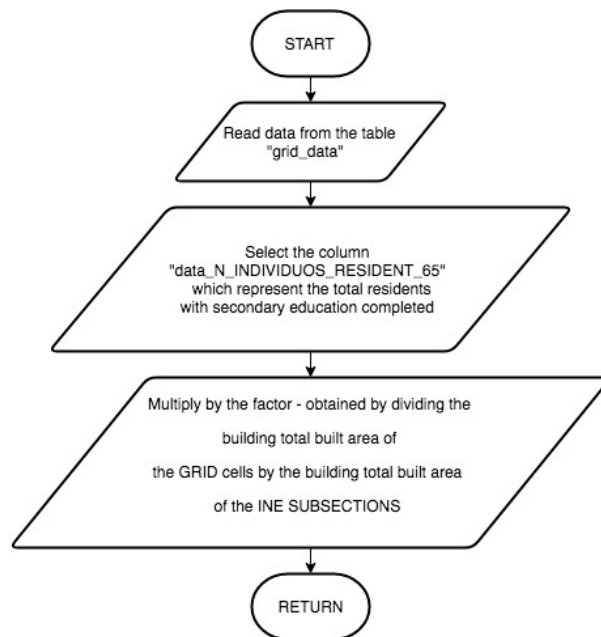 START
Read data from the table
"grid_data"
Select the column
"data_N_INDIVIDUOS_RESIDENT_65"
which represent the total residents
with secondary education completed
Multiply by the factor - obtained by dividing the
building total built area of
the GRID cells by the building total built area
of the INE SUBSECTIONS
RETURN